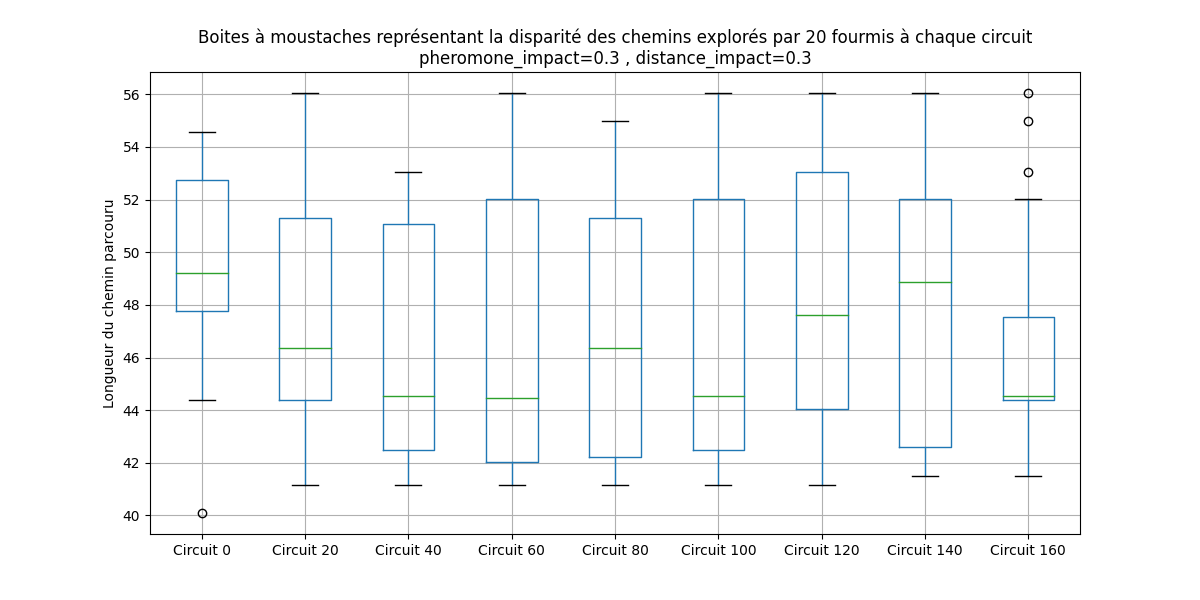 Boites à moustaches représentant la disparité des chemins explorés par 20 fourmis à chaque circuit
pheromone_impact=0.3 , distance_impact=0.3
Longueur du chemin parcouru
56
54
52
50
48
46
44
42
40
Circuit 0
Circuit 20
Circuit 40
Circuit 60
Circuit 80
Circuit 100
Circuit 120
Circuit 140
Circuit 160